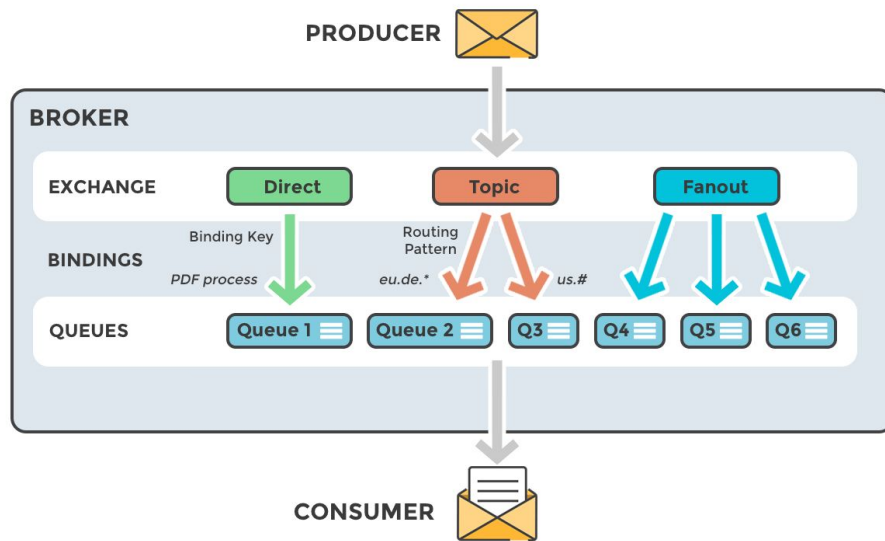 PRODUCER
BROKER
EXCHANGE
Direct
Topic
Fanout
BINDINGS
Binding Key
PDF process
Routing
Pattern
eu.de.*
us.#
QUEUES
Queue 1
Queue 2
Q3
Q4
Q5
Q6
CONSUMER